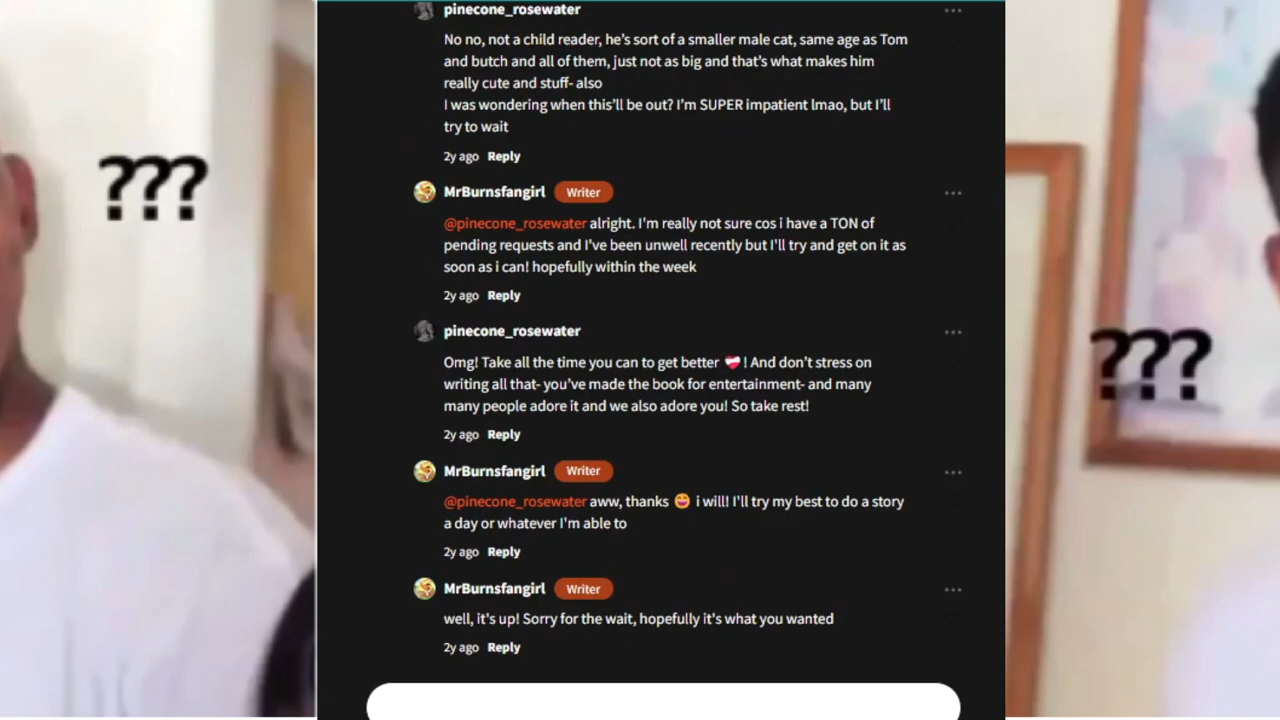 pinecone_rosewater
No no, not a child reader, he's sort of a smaller male cat, same age as Tom
and butch and all of them, just not as big and that's what makes him
really cute and stuff- also
I was wondering when this'll be out? I'm SUPER impatient lmao, but I'll
try to wait
2y ago Reply
???
MrBurnsfangirl Writer
@pinecone_rosewater alright. I'm really not sure cos i have a TON of
pending requests and I've been unwell recently but I'll try and get on it as
soon as i can! hopefully within the week
2y ago Reply
pinecone_rosewater
Omg! Take all the time you can to get better ❤️‍🩹! And don't stress on
writing all that- you've made the book for entertainment- and many
many people adore it and we also adore you! So take rest!
2y ago Reply
???
MrBurnsfangirl Writer
@pinecone_rosewater aww, thanks 😄 i will! I'll try my best to do a story
a day or whatever I'm able to
2y ago Reply
MrBurnsfangirl Writer
well, it's up! Sorry for the wait, hopefully it's what you wanted
2y ago Reply